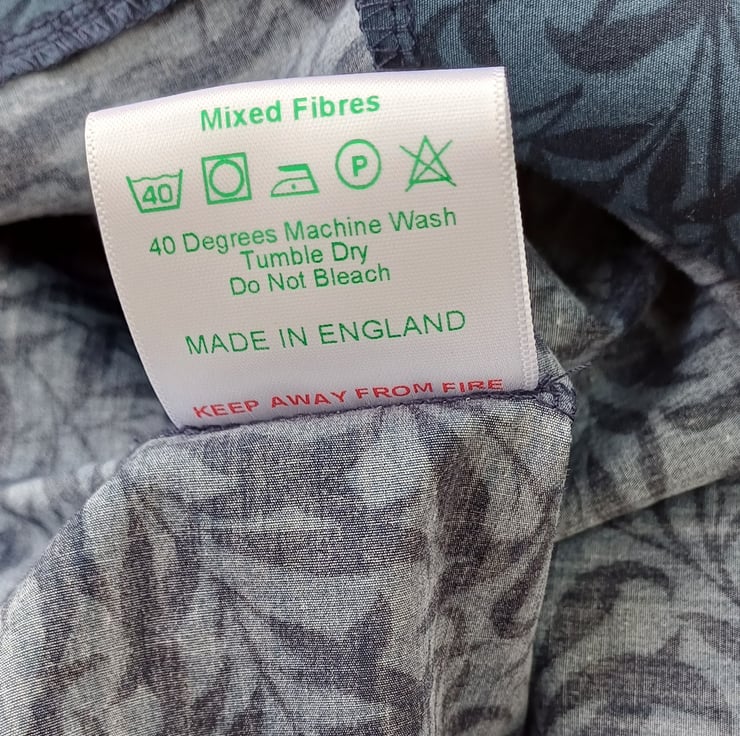 Mixed Fibres
40 P
40 Degrees Machine Wash
Tumble Dry
Do Not Bleach
MADE IN ENGLAND
KEEP AWAY FROM FIRE